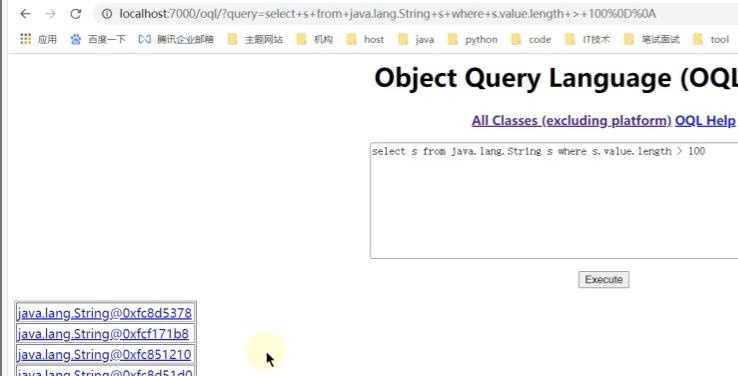 localhost:7000/oql/?query=select+s+from+java.lang.String+s+where+s.value.length+>+100%0D%0A
应用 百度一下 腾讯企业邮箱 主题网站 机构 host java python code IT技术 笔试面试 tool
Object Query Language (OQL
All Classes (excluding platform) OQL Help
select s from java.lang.String s where s.value.length > 100
Execute
java.lang.String@0xfc8d5378
java.lang.String@0xfcf171b8
java.lang.String@0xfc851210
java.lang.String@0xfc8d51d0